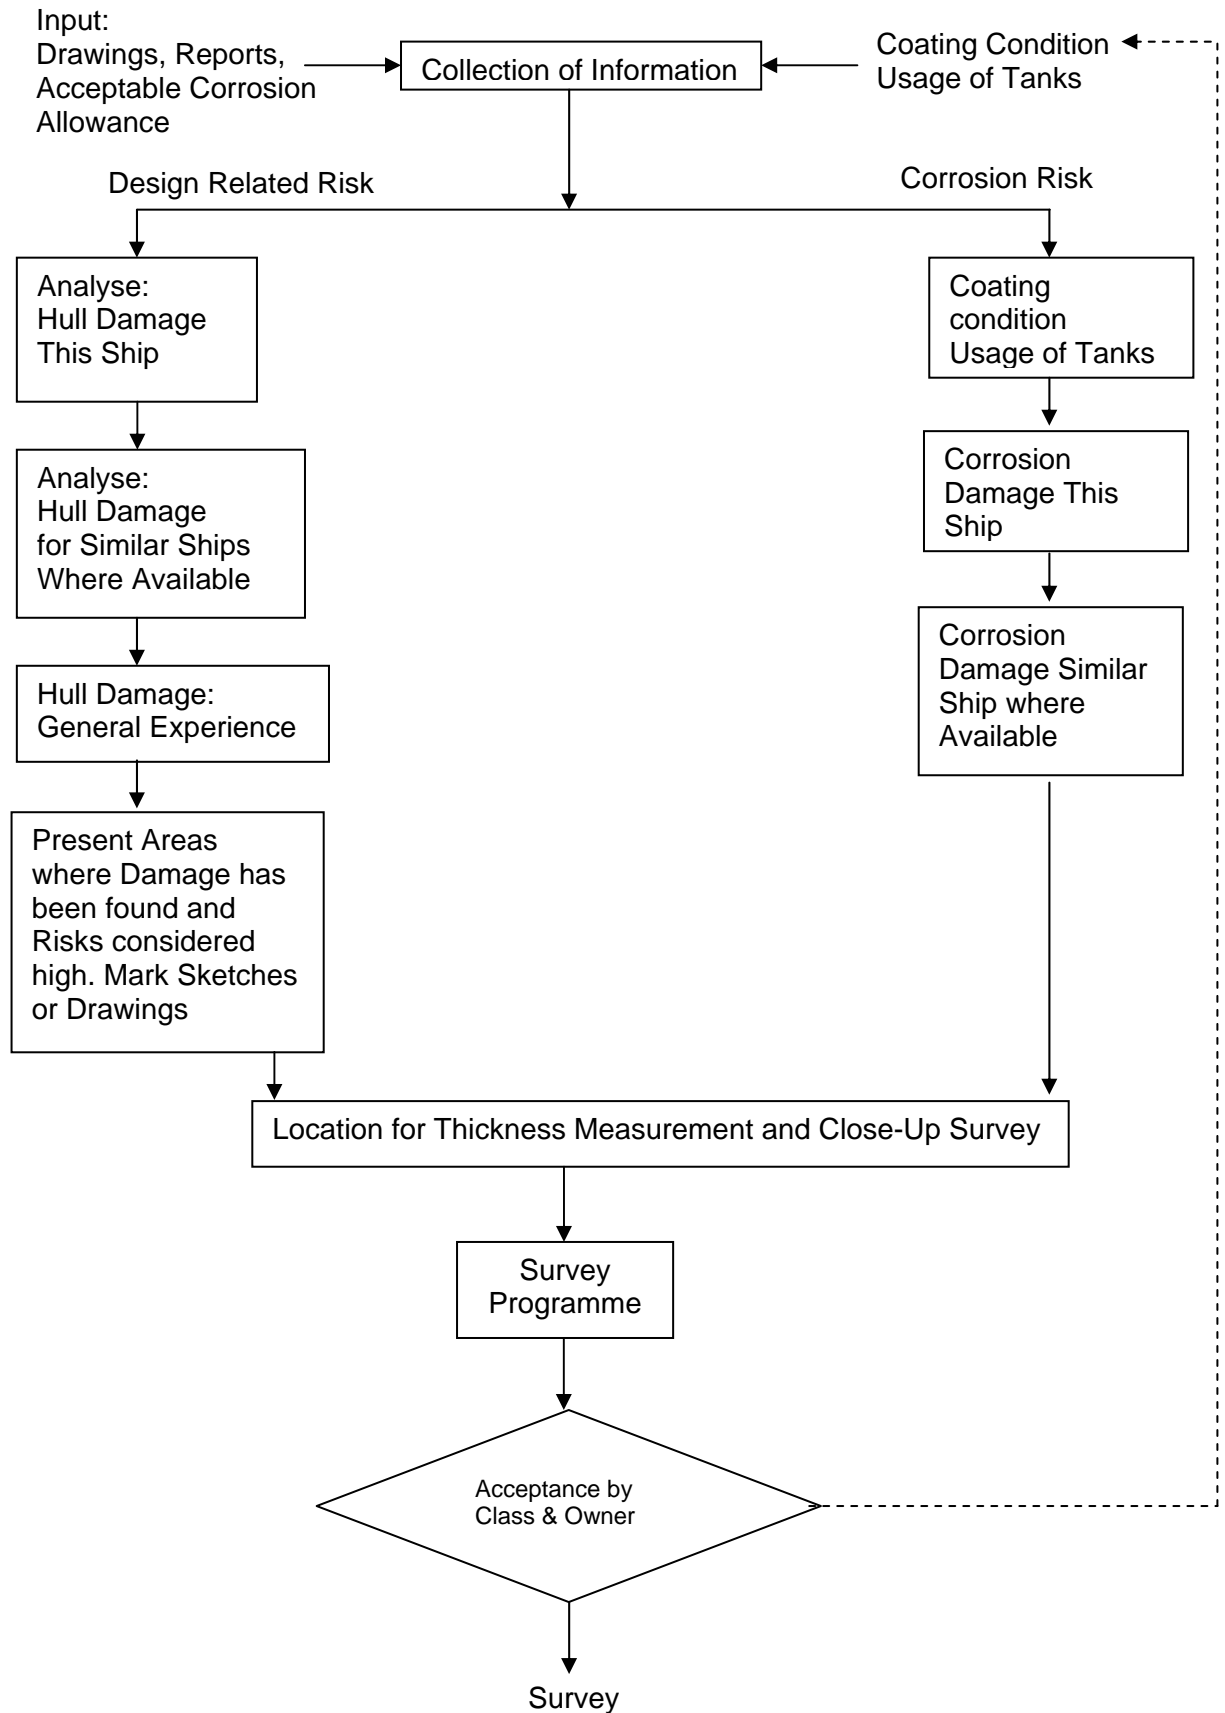 Input:
Drawings, Reports,
Acceptable Corrosion
Allowance
Collection of Information
Coating Condition
Usage of Tanks
Design Related Risk
Corrosion Risk
Analyse:
Hull Damage
This Ship
Coating
condition
Usage of Tanks
Analyse:
Hull Damage
for Similar Ships
Where Available
Corrosion
Damage This
Ship
Hull Damage:
General Experience
Corrosion
Damage Similar
Ship where
Available
Present Areas
where Damage has
been found and
Risks considered
high. Mark Sketches
or Drawings
Location for Thickness Measurement and Close-Up Survey
Survey
Programme
Acceptance by
Class & Owner
Survey